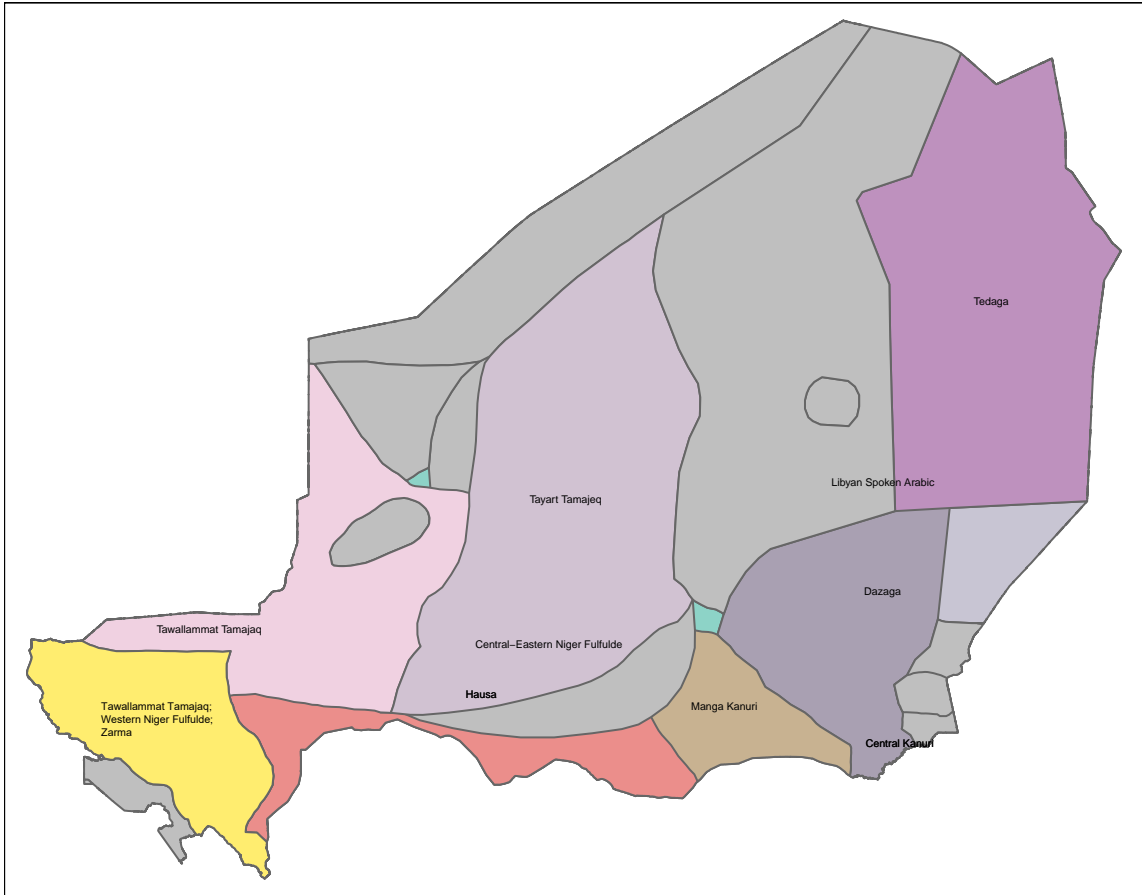 Tedaga
Libyan Spoken Arabic
Tayart Tamajeq
Dazaga
Tawallammat Tamajaq
Central−Eastern Niger Fulfulde
Hausa
Tawallammat Tamajaq;
Western Niger Fulfulde;
Zarma
Manga Kanuri
Central Kanuri